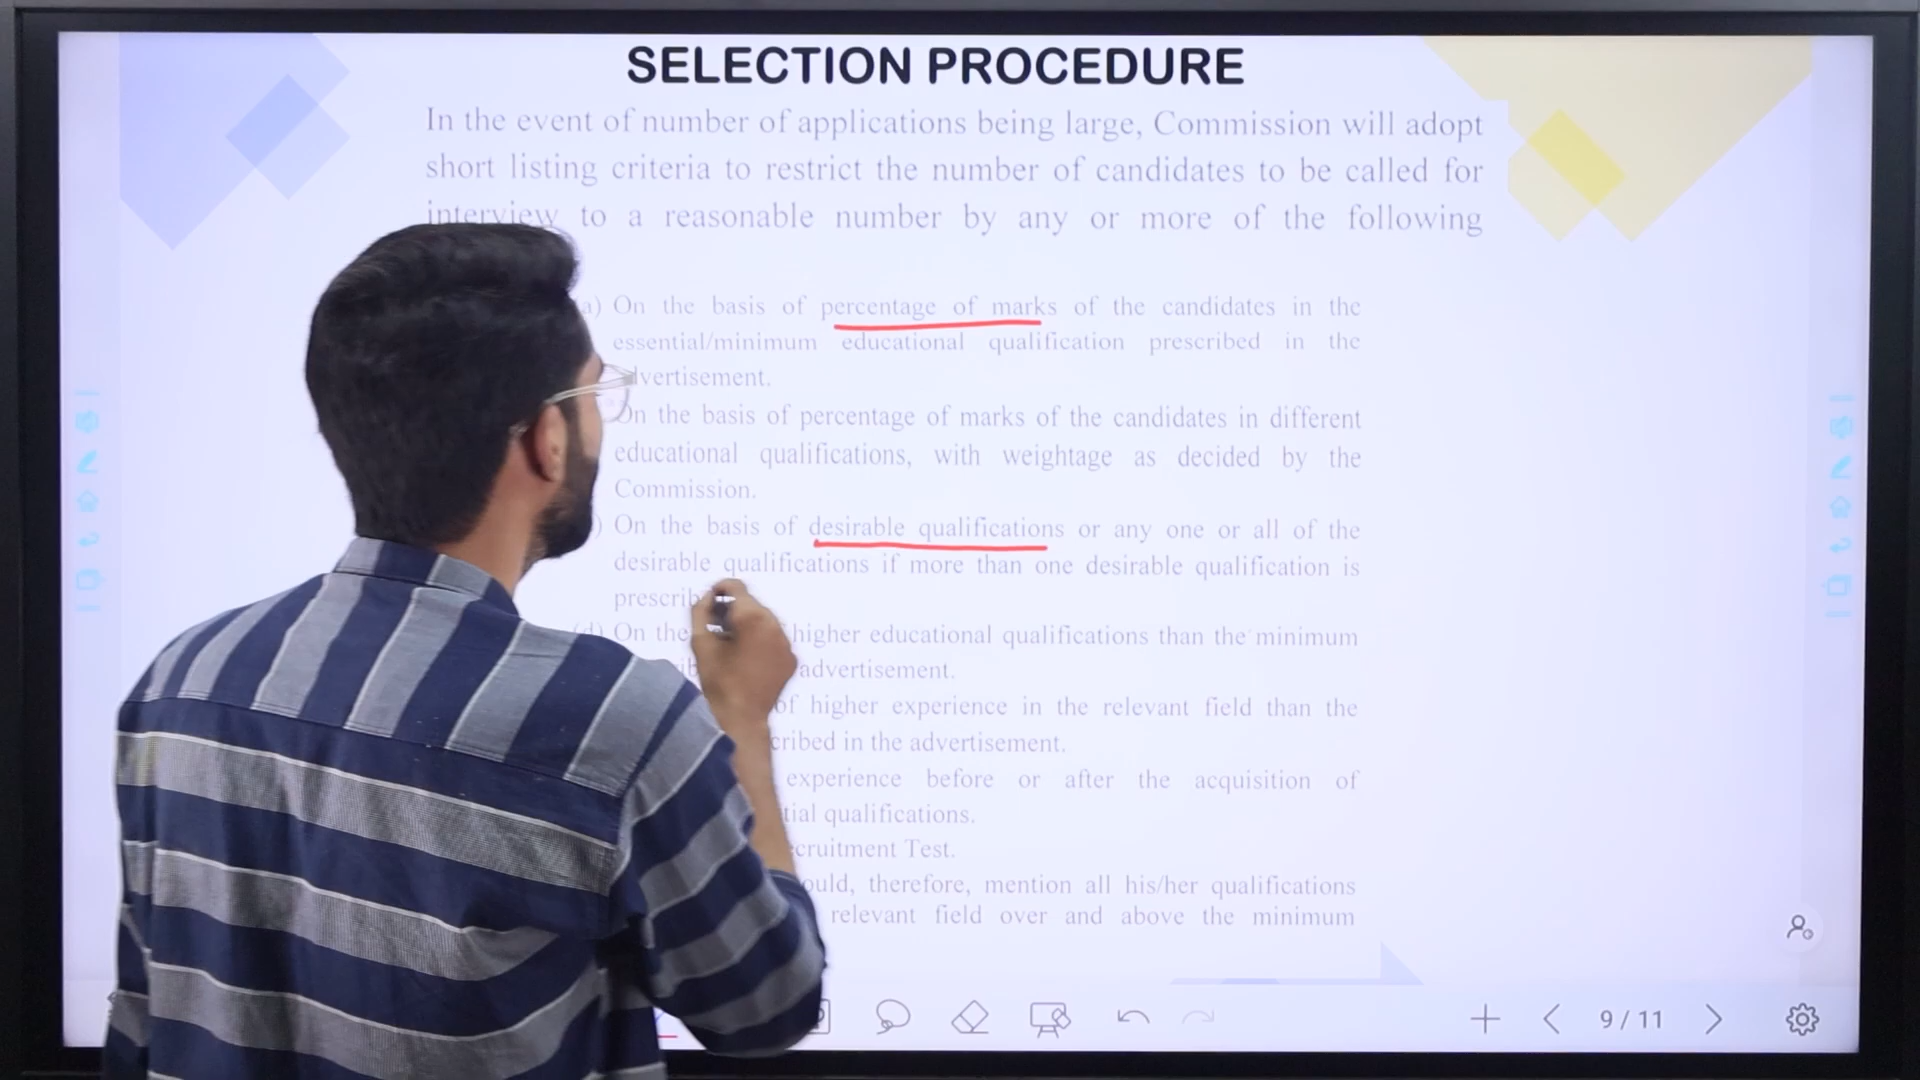 SELECTION PROCEDURE
In the event of number of applications being large, Commission will adopt
short listing criteria to restrict the number of candidates to be called for
interview to a reasonable number by any or more of the following
a) On the basis of percentage of marks of the candidates in the
essential/minimum educational qualification prescribed in the
dvertisement.
On the basis of percentage of marks of the candidates in different
educational qualifications, with weightage as decided by the
Commission.
) On the basis of desirable qualifications or any one or all of the
desirable qualifications if more than one desirable qualification is
prescrib
(d) On the higher educational qualifications than the minimum
advertisement.
of higher experience in the relevant field than the
cribed in the advertisement.
experience before or after the acquisition of
tial qualifications.
cruitment Test.
ould, therefore, mention all his/her qualifications
relevant field over and above the minimum
9 / 11